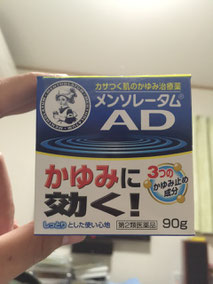 カサつく肌のかゆみ治療薬
メンソレータム®
AD
かゆみに
効く!
3つの
かゆみ止め
成分
しっとりとした使い心地
第2類医薬品
90g